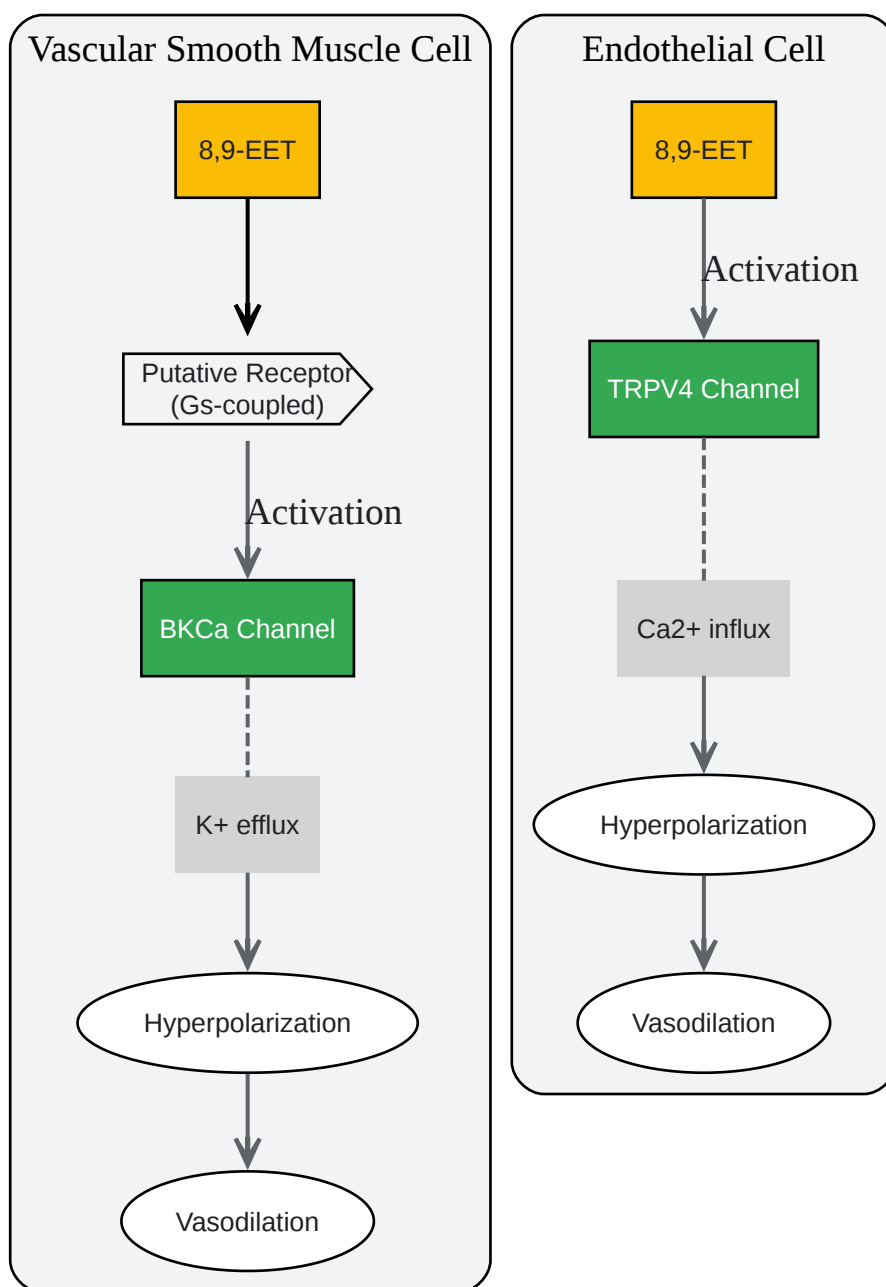 Vascular Smooth Muscle Cell
8,9-EET
Putative Receptor
(Gs-coupled)
Activation
BKCa Channel
K+ efflux
Hyperpolarization
Vasodilation
Endothelial Cell
8,9-EET
Activation
TRPV4 Channel
Ca2+ influx
Hyperpolarization
Vasodilation